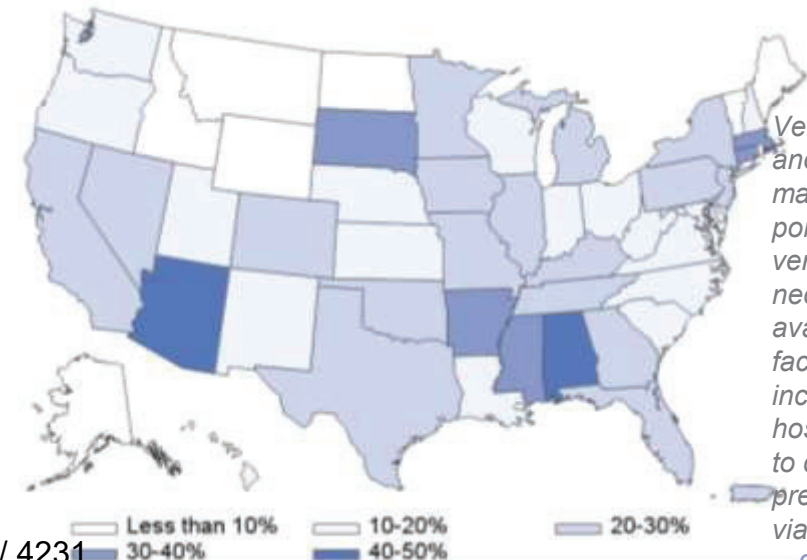 Ve
and
ma
por
ver
nec
ava
fac
inc
hos
to c
pre
via
Less than 10% 10-20% 20-30%
/ 4231 30-40% 40-50%